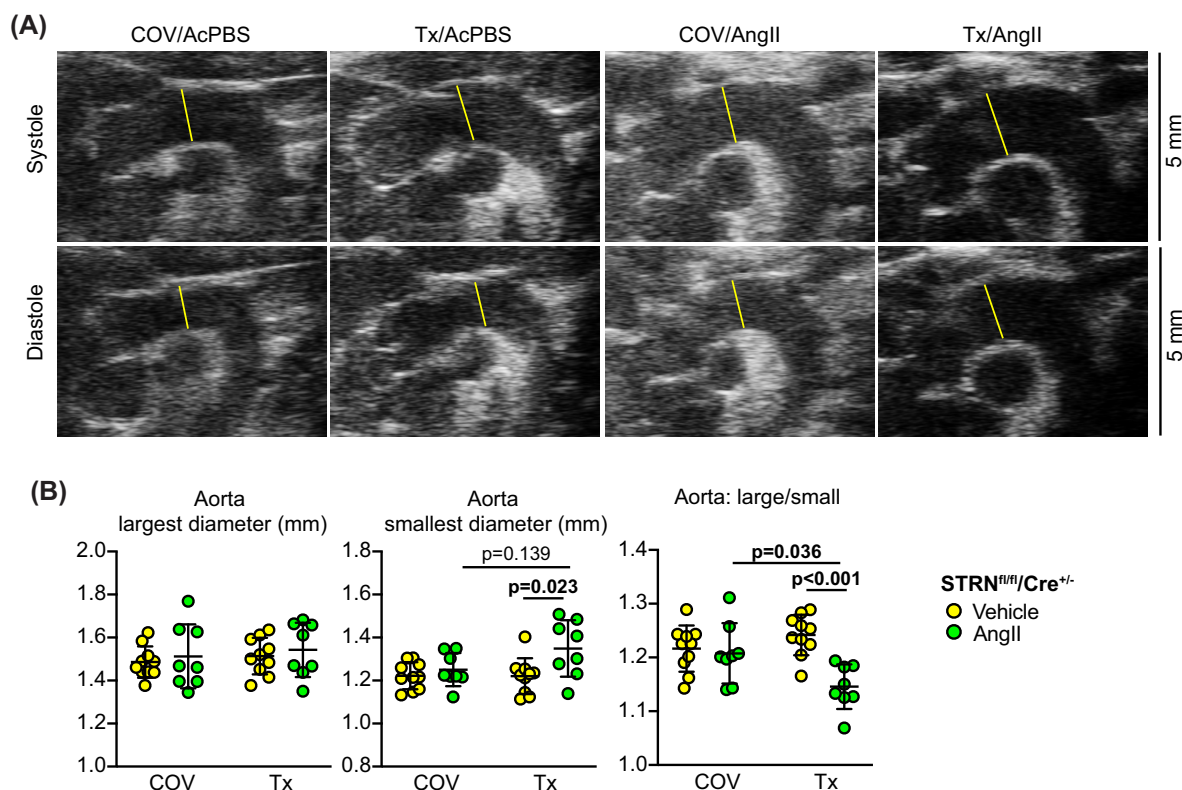 (A)
COV/AcPBS Tx/AcPBS COV/AngII Tx/AngII
Systole
5 mm
Diastole
5 mm
(B)
Aorta
largest diameter (mm)
2.0
1.8
1.6
1.4
1.2
1.0
COV Tx
Aorta
smallest diameter (mm)
1.8
1.6
1.4
1.2
1.0
0.8
p=0.139
p=0.023
COV Tx
Aorta: large/small
1.4
1.3
1.2
1.1
1.0
p=0.036
p<0.001
COV Tx
STRNfl/fl/Cre+/-
Vehicle
AngII